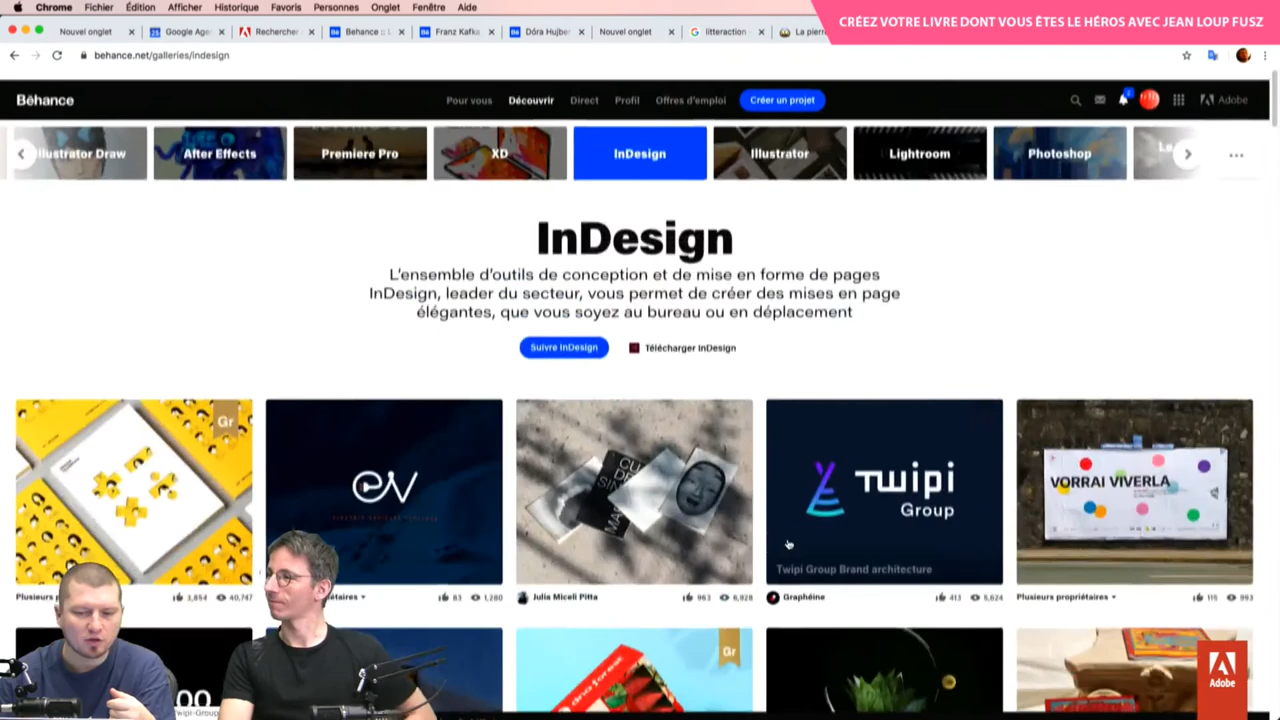 Chrome Fichier Édition Afficher Historique Favoris Personnes Onglet Fenêtre Aide
CRÉEZ VOTRE LIVRE DONT VOUS ÊTES LE HÉROS AVEC JEAN LOUP FUSZ
Nouvel onglet Google Age Rechercher Behance :: L Franz Kafka Dóra Hujber Nouvel onglet litteraction La pierre
behance.net/galleries/indesign
Bēhance Pour vous Découvrir Direct Profil Offres d'emploi Créer un projet Adobe
Illustrator Draw After Effects Premiere Pro XD InDesign Illustrator Lightroom Photoshop
InDesign
L'ensemble d'outils de conception et de mise en forme de pages
InDesign, leader du secteur, vous permet de créer des mises en page
élégantes, que vous soyez au bureau ou en déplacement
Suivre InDesign Télécharger InDesign
Gr
Twipi
Group
VORRAI VIVERLA
Twipi Group Brand architecture
Plusieurs 3,854 40,747 83 1,280 Julia Miceli Pitta 963 Graphéine 413 5,624 Plusieurs propriétaires 115 993
Gr
Adobe